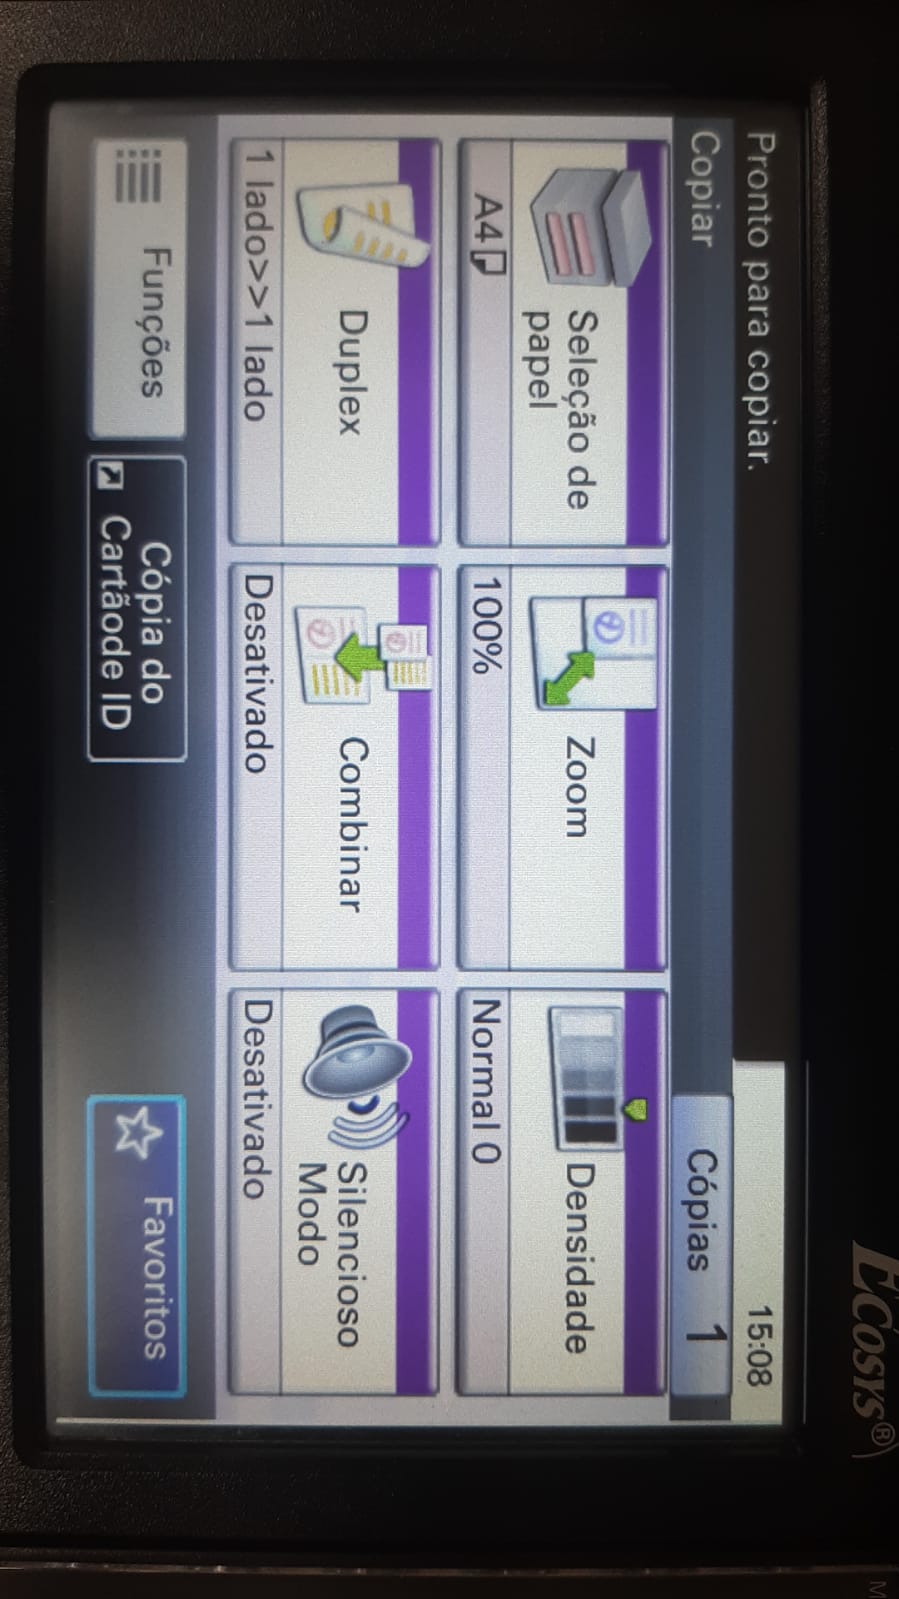 ECOSYS®
M
Pronto para copiar.
15:08
Copiar
Cópias 1
Seleção de
papel
A4
Zoom
100%
Densidade
Normal 0
Duplex
1 lado>>1 lado
Combinar
Desativado
Silencioso
Modo
Desativado
Funções
Cópia do
Cartãode ID
Favoritos